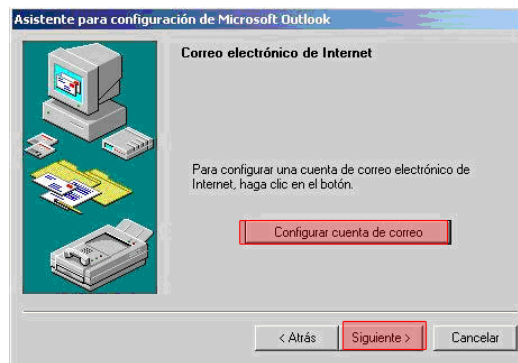 Asistente para configuración de Microsoft Outlook
Correo electrónico de Internet
Para configurar una cuenta de correo electrónico de
Internet, haga clic en el botón.
Configurar cuenta de correo
< Atrás Siguiente > Cancelar